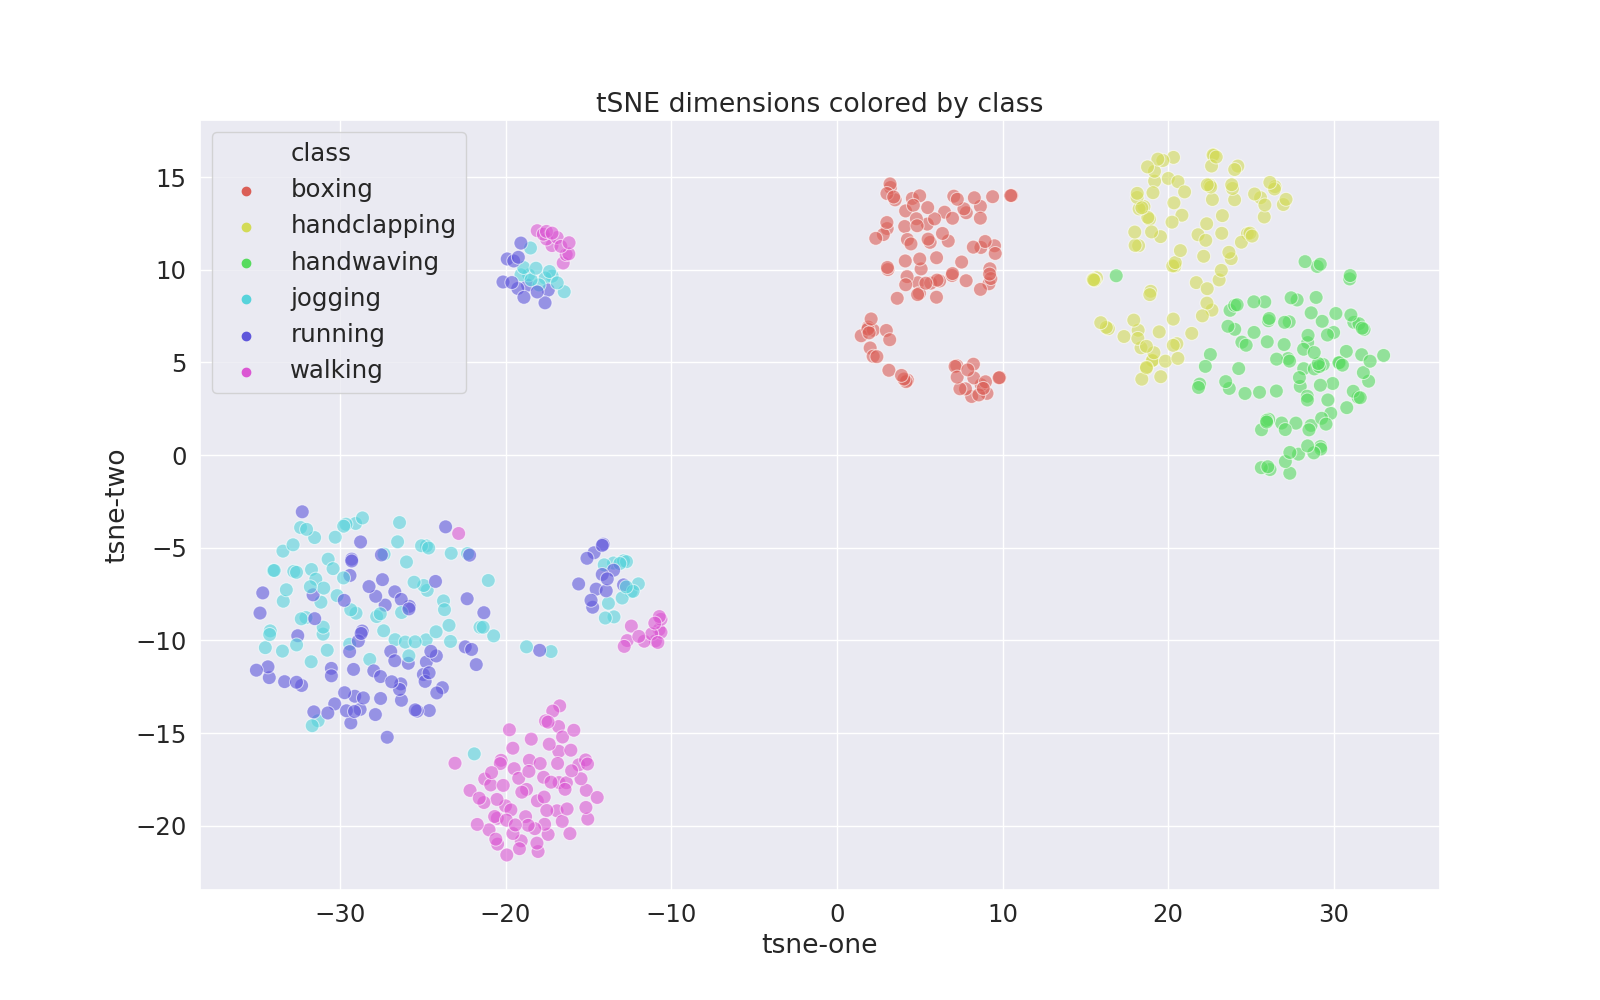 tSNE dimensions colored by class
class
boxing
handclapping
handwaving
jogging
running
walking
15
10
5
0
−5
−10
−15
−20
tsne-two
−30
−20
−10
0
10
20
30
tsne-one